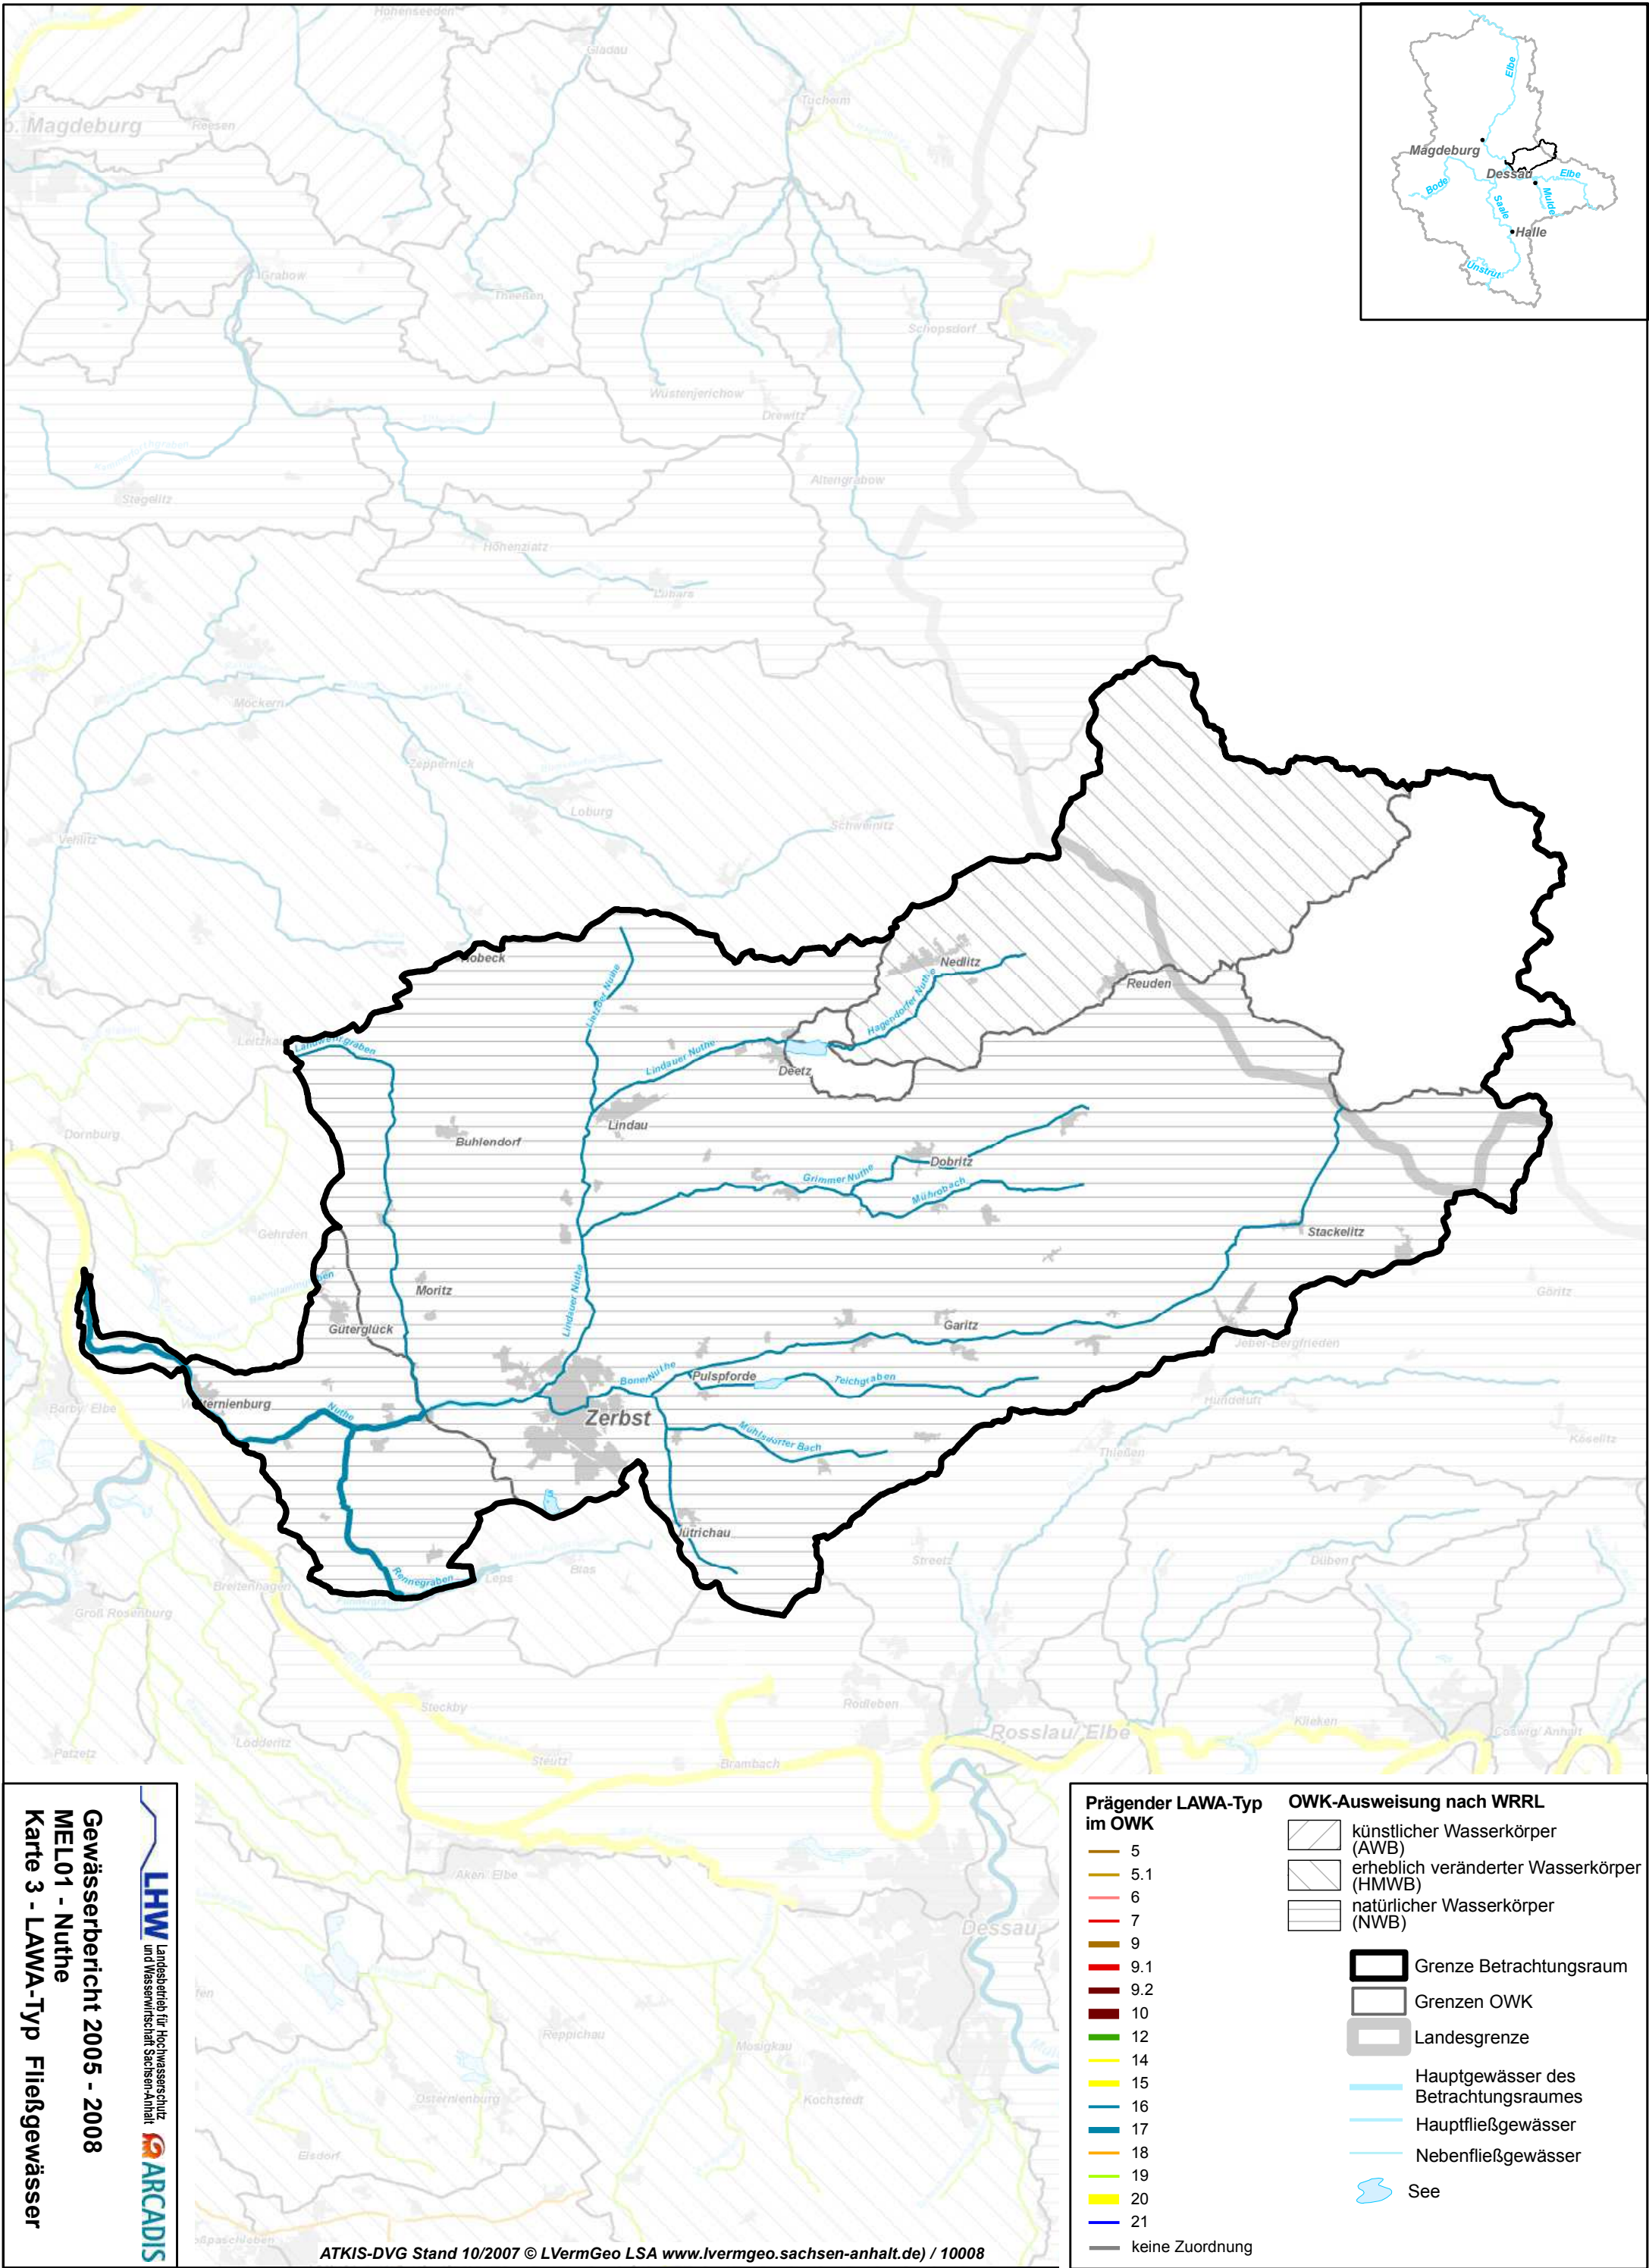 Hohenseeden
Gladau
Tucheim
Magdeburg
Reesen
Grabow
Theeßen
Schopsdorf
Wüstenjerichow
Drewitz
Stegelitz
Altengrabow
Hohenziatz
Lübars
Möckern
Zeppernick
Loburg
Schweinitz
Vehlitz
Hobeck
Nedlitz
Reuden
Lietzoer Nuthe
Hagendorfer Nuthe
Leitzkau
Landwehrgraben
Lindauer Nuthe
Deetz
Lindau
Buhlendorf
Dornburg
Grimmer Nuthe
Dobritz
Mührobach
Stackelitz
Gehrden
Moritz
Lindauer Nuthe
Güterglück
Garitz
Göritz
Jeber-Bergfrieden
Boner Nuthe
Pulspforde
Teichgraben
Hundeluft
Barby/ Elbe
Nuthe
Zerbst
Mühlsdorfer Bach
Thießen
Köselitz
Jütrichau
Streetz
Düben
Breitenhagen
Rennegraben
Leps
Bias
Groß Rosenburg
Steckby
Rodleben
Rosslau/ Elbe
Klieken
Coswig/ Anhalt
Patzetz
Lödderitz
Steutz
Brambach
Aken/ Elbe
Dessau
Reppichau
Mosigkau
Osternienburg
Kochstedt
Elsdorf
Elbe
Magdeburg
Dessau
Elbe
Bode
Saale
Mulde
Halle
Unstrut
LHW
Landesbetrieb für Hochwasserschutz
und Wasserwirtschaft Sachsen-Anhalt
ARCADIS
Gewässerbericht 2005 - 2008
MEL01 - Nuthe
Karte 3 - LAWA-Typ Fließgewässer
ATKIS-DVG Stand 10/2007 © LVermGeo LSA www.lvermgeo.sachsen-anhalt.de) / 10008
Prägender LAWA-Typ
im OWK
5
5.1
6
7
9
9.1
9.2
10
12
14
15
16
17
18
19
20
21
keine Zuordnung
OWK-Ausweisung nach WRRL
künstlicher Wasserkörper
(AWB)
erheblich veränderter Wasserkörper
(HMWB)
natürlicher Wasserkörper
(NWB)
Grenze Betrachtungsraum
Grenzen OWK
Landesgrenze
Hauptgewässer des
Betrachtungsraumes
Hauptfließgewässer
Nebenfließgewässer
See